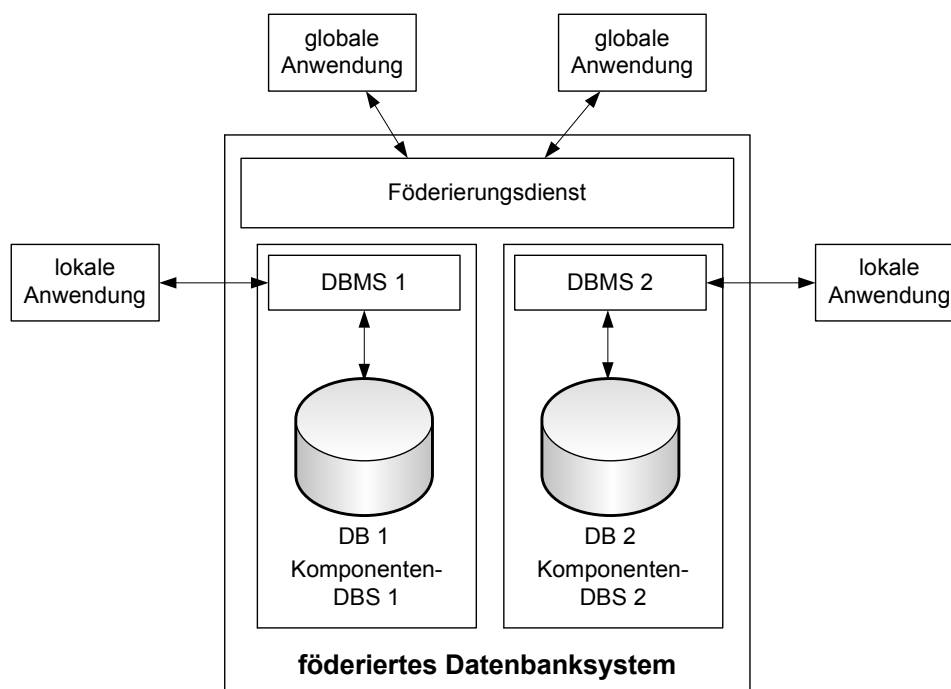 globale
Anwendung
globale
Anwendung
Föderierungsdienst
lokale
Anwendung
DBMS 1
DBMS 2
lokale
Anwendung
DB 1
Komponenten-
DBS 1
DB 2
Komponenten-
DBS 2
föderiertes Datenbanksystem